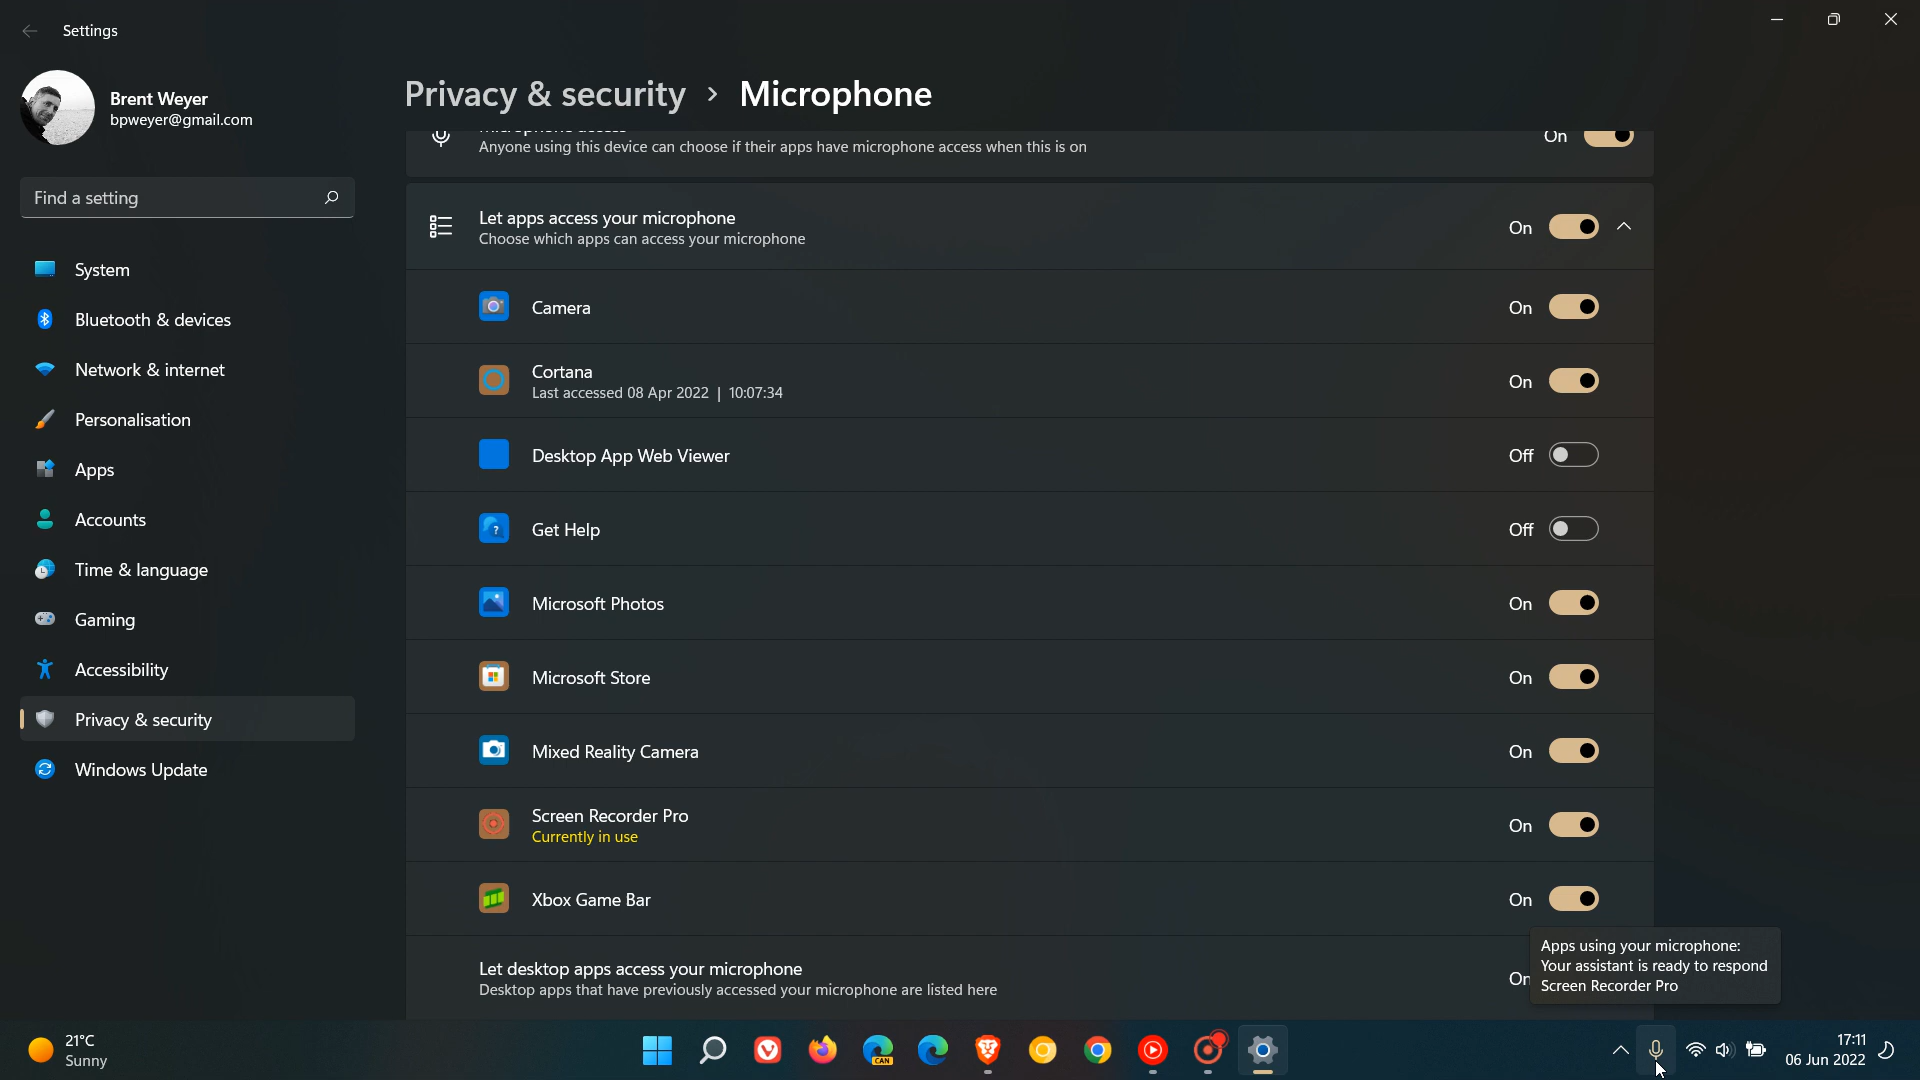 Settings
Brent Weyer
bpweyer@gmail.com
Find a setting
System
Bluetooth & devices
Network & internet
Personalisation
Apps
Accounts
Time & language
Gaming
Accessibility
Privacy & security
Windows Update
Privacy & security > Microphone
Anyone using this device can choose if their apps have microphone access when this is on
On
Let apps access your microphone
Choose which apps can access your microphone
On
Camera
On
Cortana
Last accessed 08 Apr 2022 | 10:07:34
On
Desktop App Web Viewer
Off
Get Help
Off
Microsoft Photos
On
Microsoft Store
On
Mixed Reality Camera
On
Screen Recorder Pro
Currently in use
On
Xbox Game Bar
On
Let desktop apps access your microphone
Desktop apps that have previously accessed your microphone are listed here
On
Apps using your microphone:
Your assistant is ready to respond
Screen Recorder Pro
21°C
Sunny
CAN
17:11
06 Jun 2022